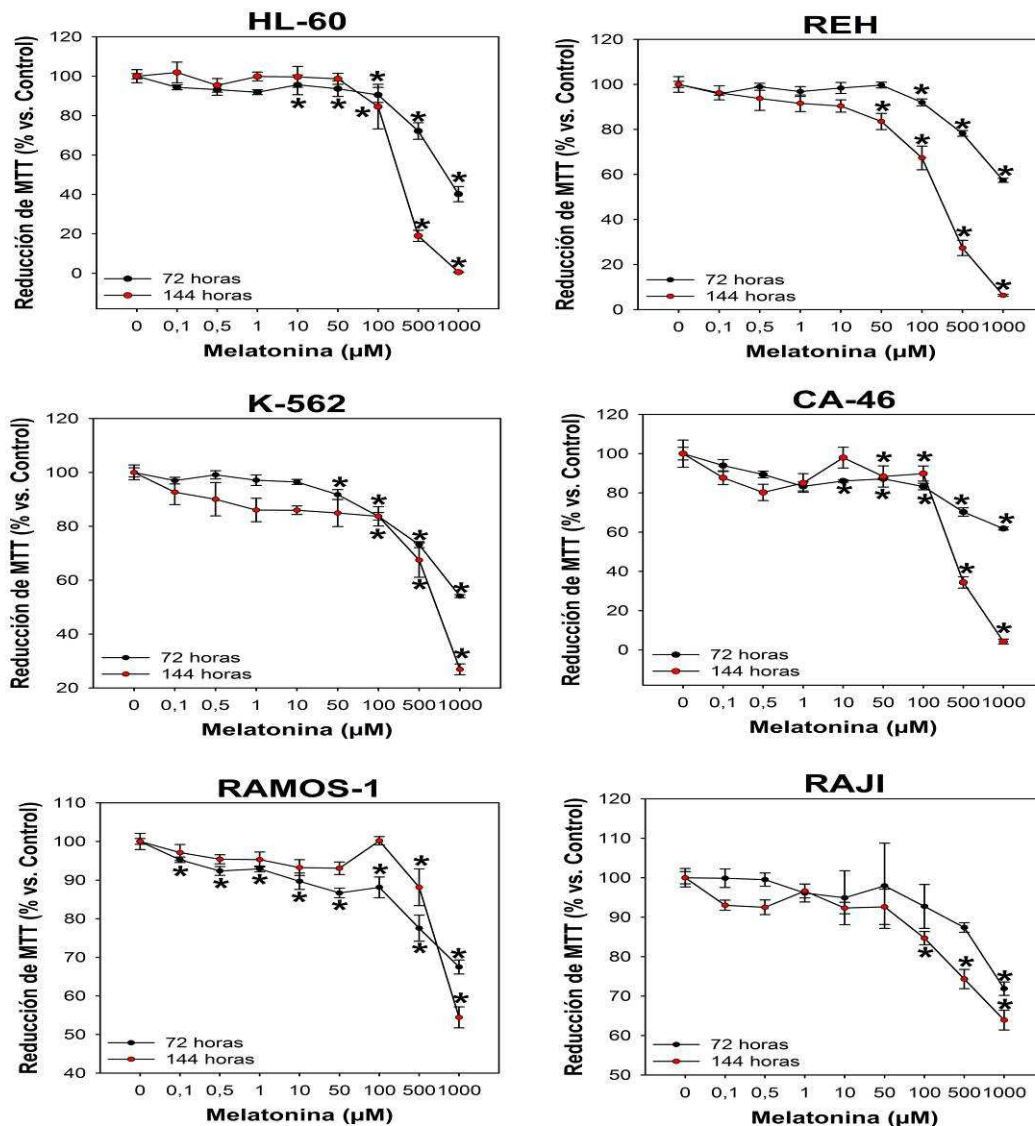 HL-60
Reducción de MTT (% vs. Control)
120
100
80
60
40
20
0
* * * * * * * *
72 horas
144 horas
0 0,1 0,5 1 10 50 100 500 1000
Melatonina (µM)
REH
Reducción de MTT (% vs. Control)
120
100
80
60
40
20
0
* * * * * * *
72 horas
144 horas
0 0,1 0,5 1 10 50 100 500 1000
Melatonina (µM)
K-562
Reducción de MTT (% vs. Control)
120
100
80
60
40
20
* * * * * * *
72 horas
144 horas
0 0,1 0,5 1 10 50 100 500 1000
Melatonina (µM)
CA-46
Reducción de MTT (% vs. Control)
120
100
80
60
40
20
0
* * * * * * * * *
72 horas
144 horas
0 0,1 0,5 1 10 50 100 500 1000
Melatonina (µM)
RAMOS-1
Reducción de MTT (% vs. Control)
110
100
90
80
70
60
50
40
* * * * * * * * * *
72 horas
144 horas
0 0,1 0,5 1 10 50 100 500 1000
Melatonina (µM)
RAJI
Reducción de MTT (% vs. Control)
120
110
100
90
80
70
60
50
* * * *
72 horas
144 horas
0 0,1 0,5 1 10 50 100 500 1000
Melatonina (µM)